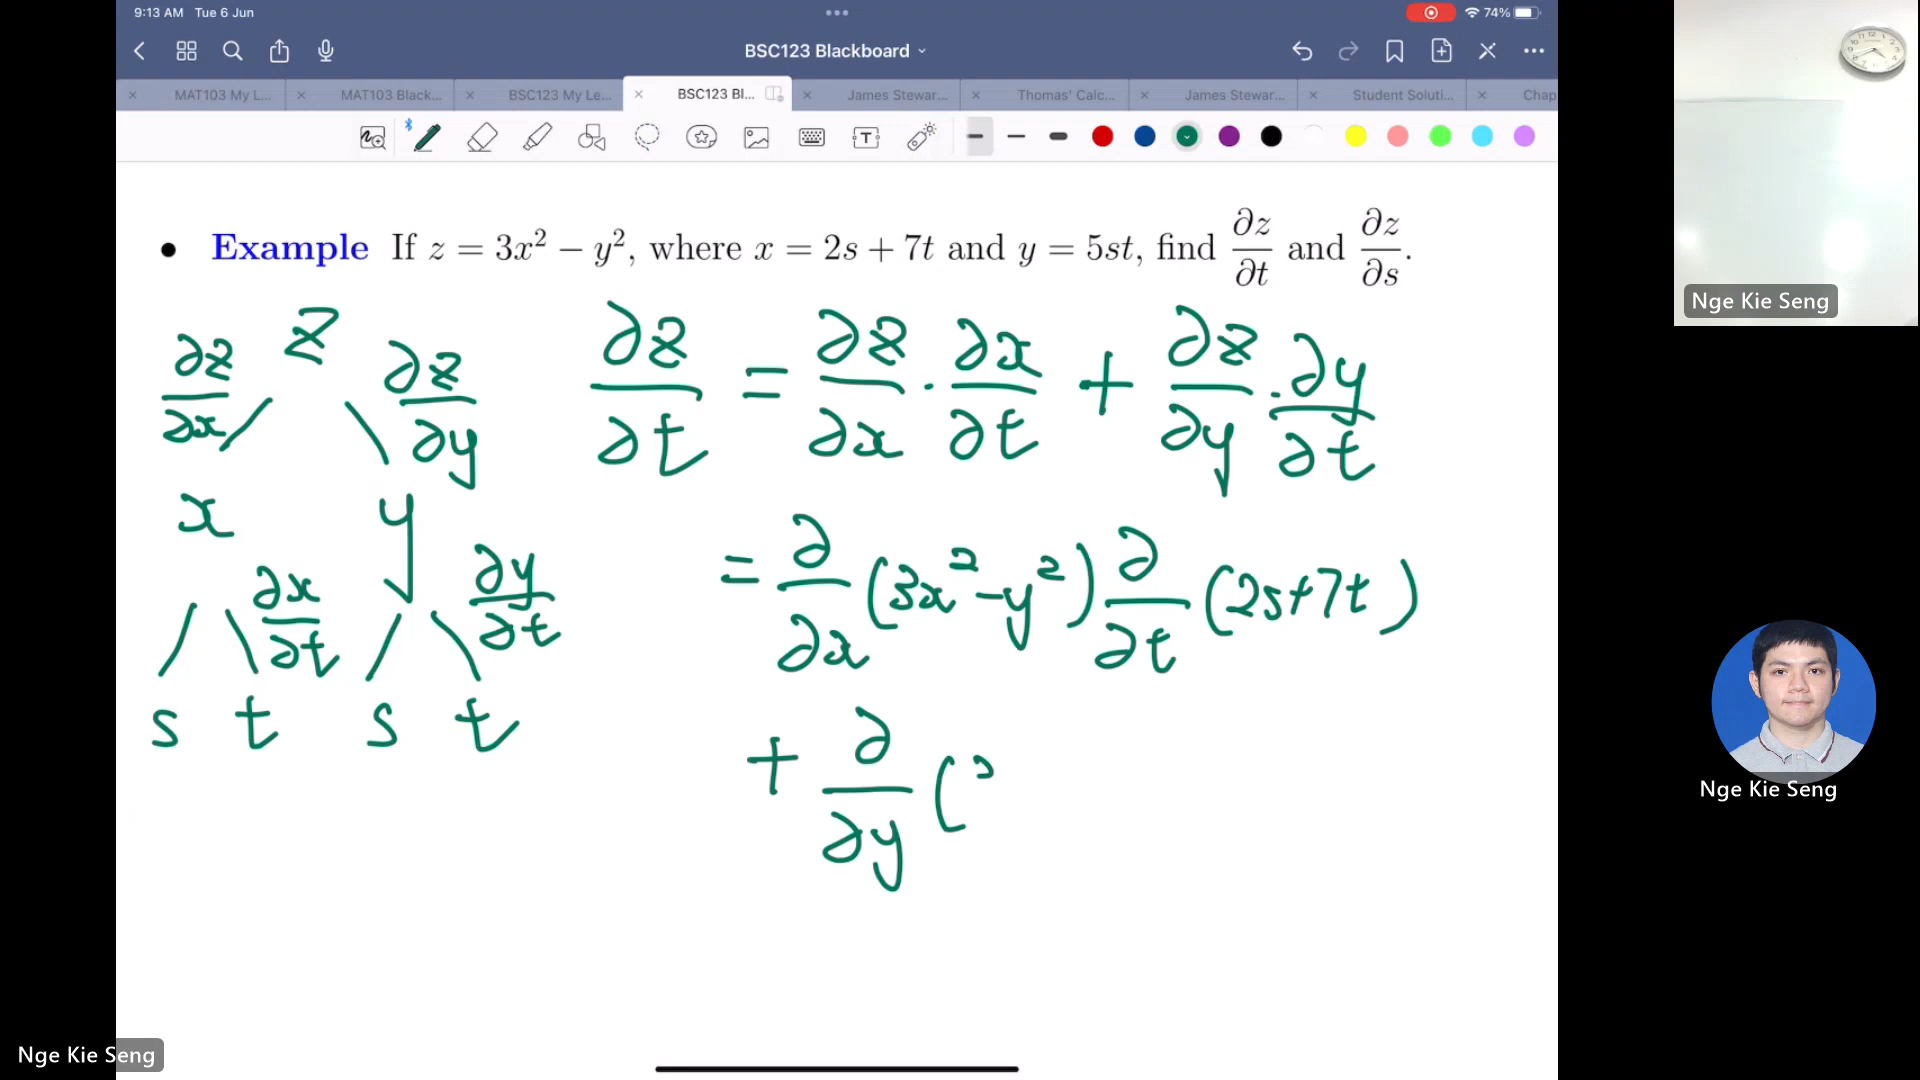 9:13 AM Tue 6 Jun
74%
BSC123 Blackboard
MAT103 My L...
MAT103 Black...
BSC123 My Le...
BSC123 Bl...
James Stewar...
Thomas' Calc...
James Stewar...
Student Soluti...
Chap
• Example If z = 3x² − y², where x = 2s + 7t and y = 5st, find ∂z/∂t and ∂z/∂s.
z
∂z/∂x ∂z/∂y
x y
∂x/∂t ∂y/∂t
s t s t
∂z/∂t = ∂z/∂x · ∂x/∂t + ∂z/∂y · ∂y/∂t
= ∂/∂x (3x² − y²) ∂/∂t (2s + 7t)
+ ∂/∂y (
Nge Kie Seng
Nge Kie Seng
Nge Kie Seng